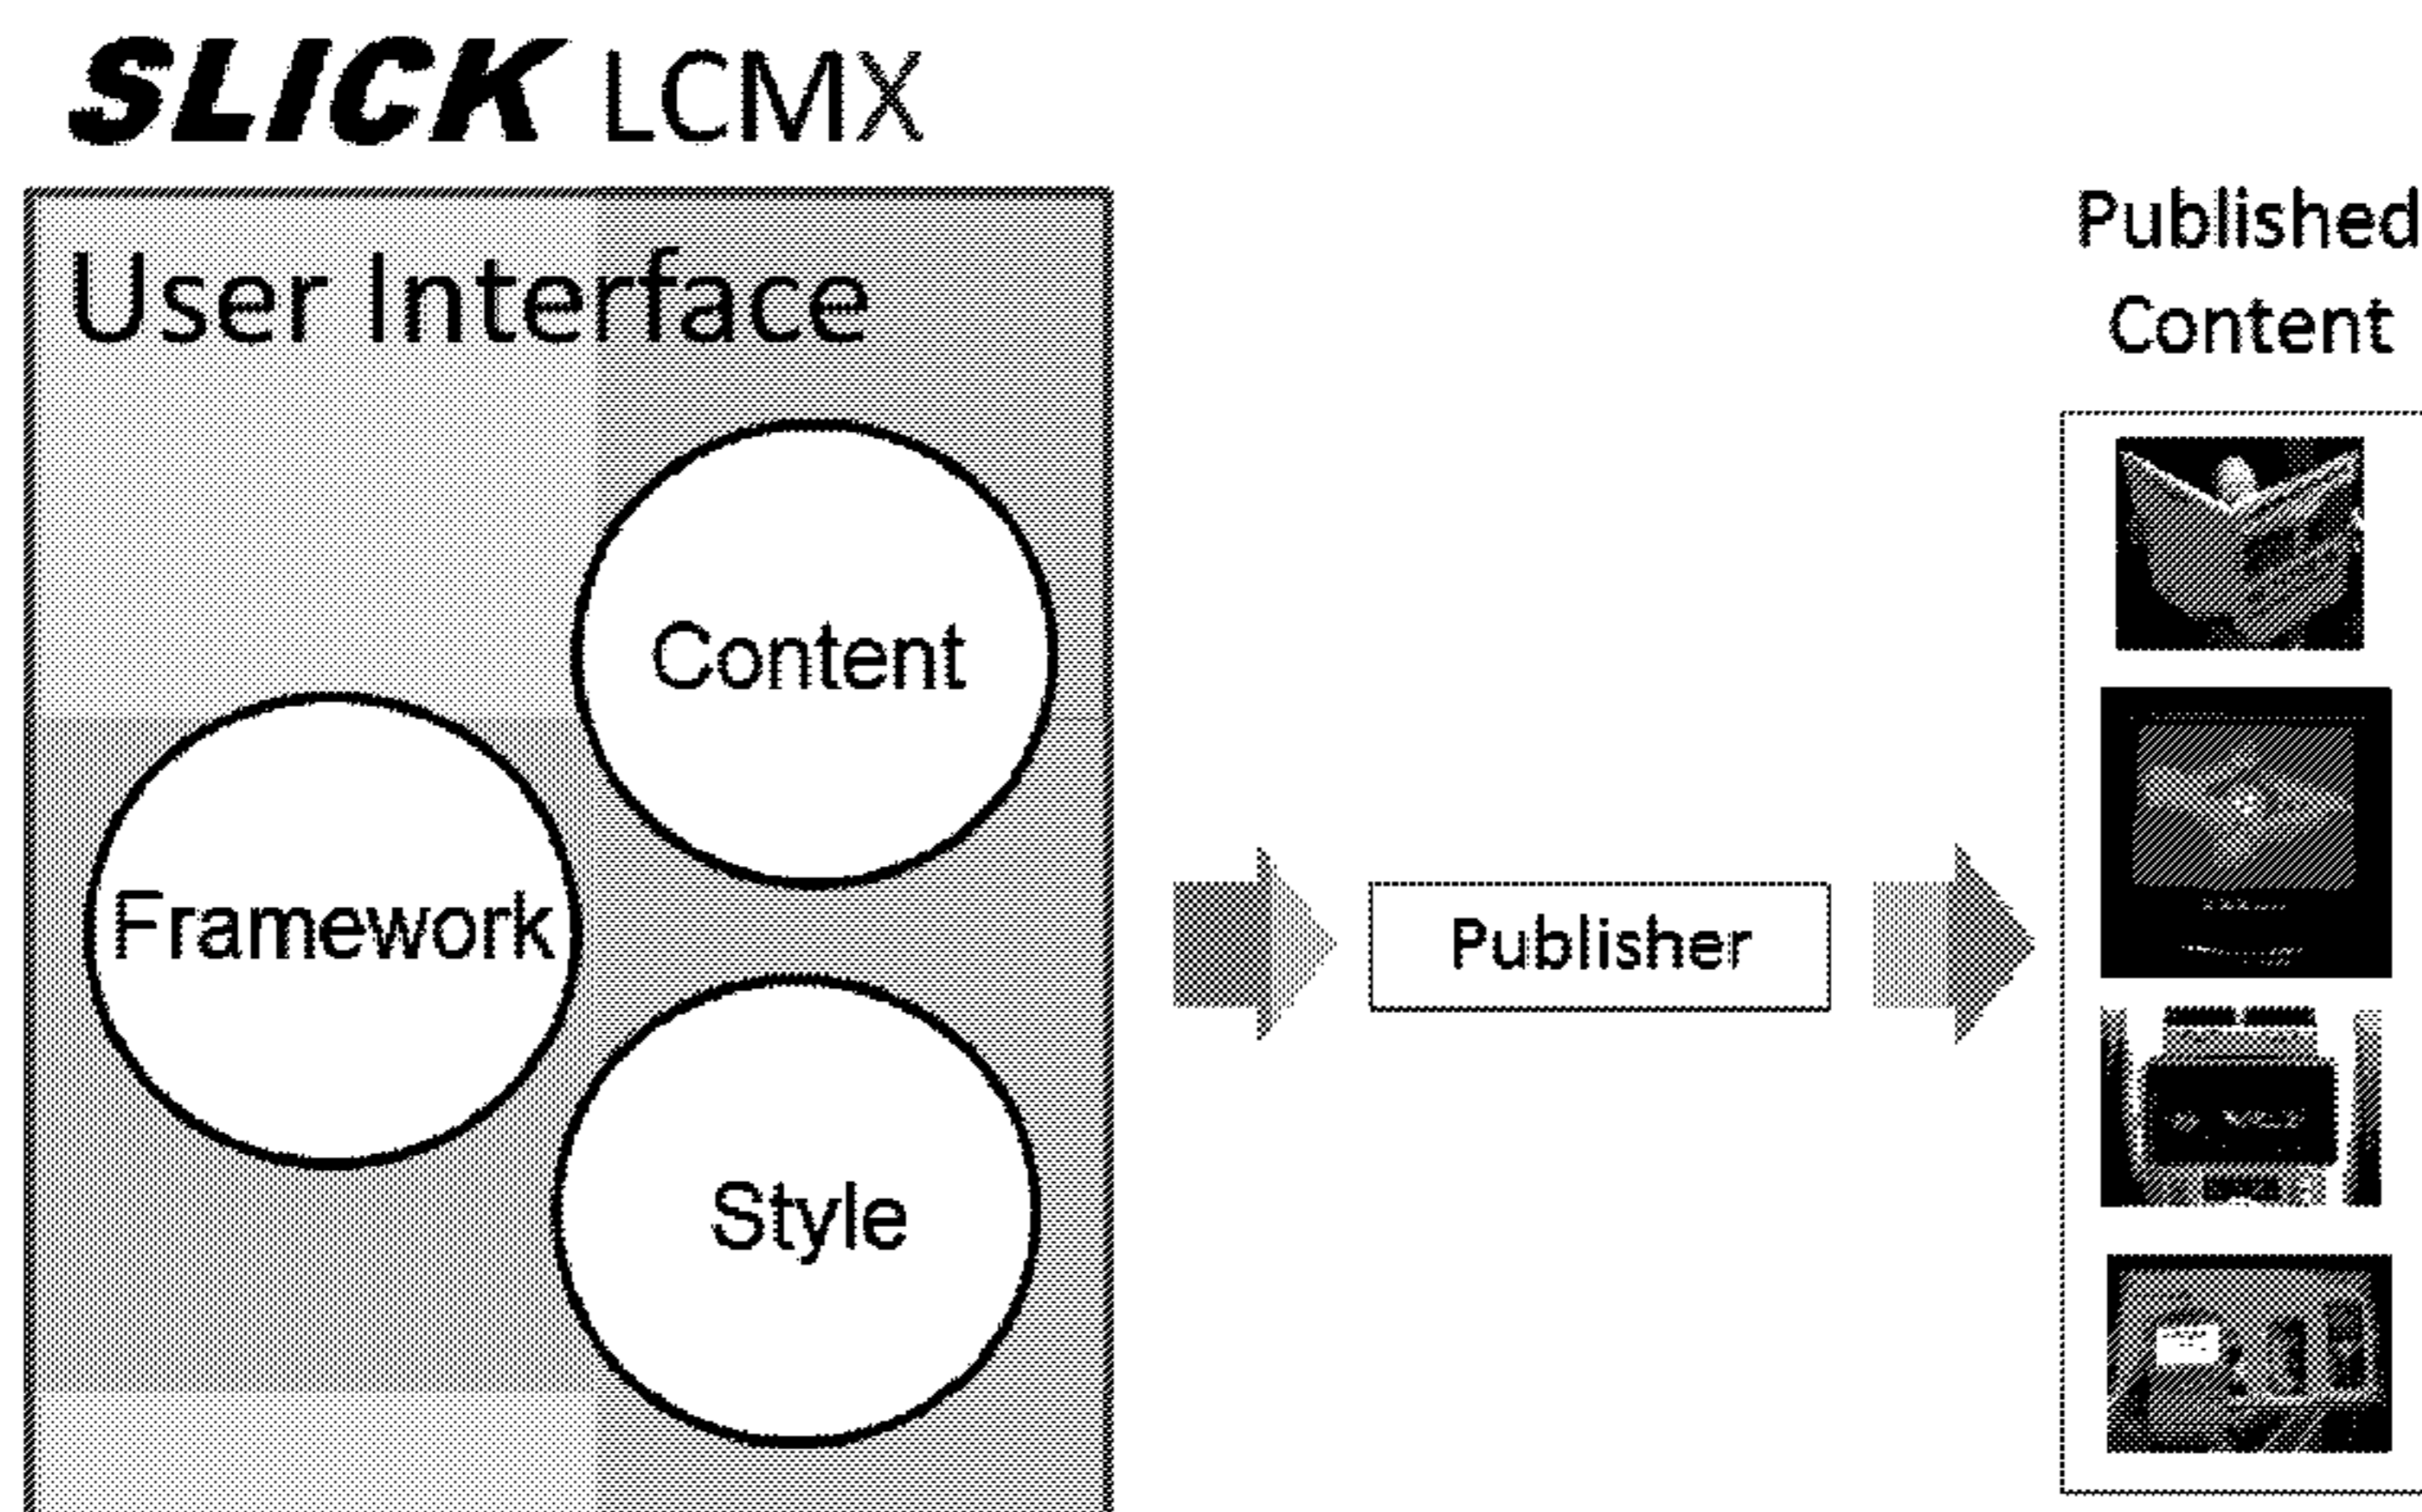 SLICK LCMX
User Interface
Content
Framework
Style
Publisher
Published
Content